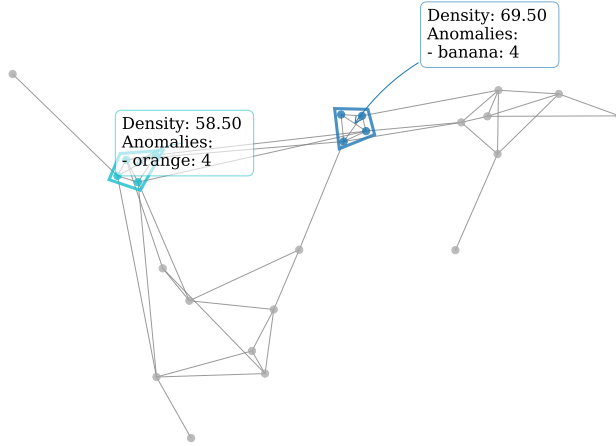 Density: 69.50
Anomalies:
- banana: 4
Density: 58.50
Anomalies:
- orange: 4